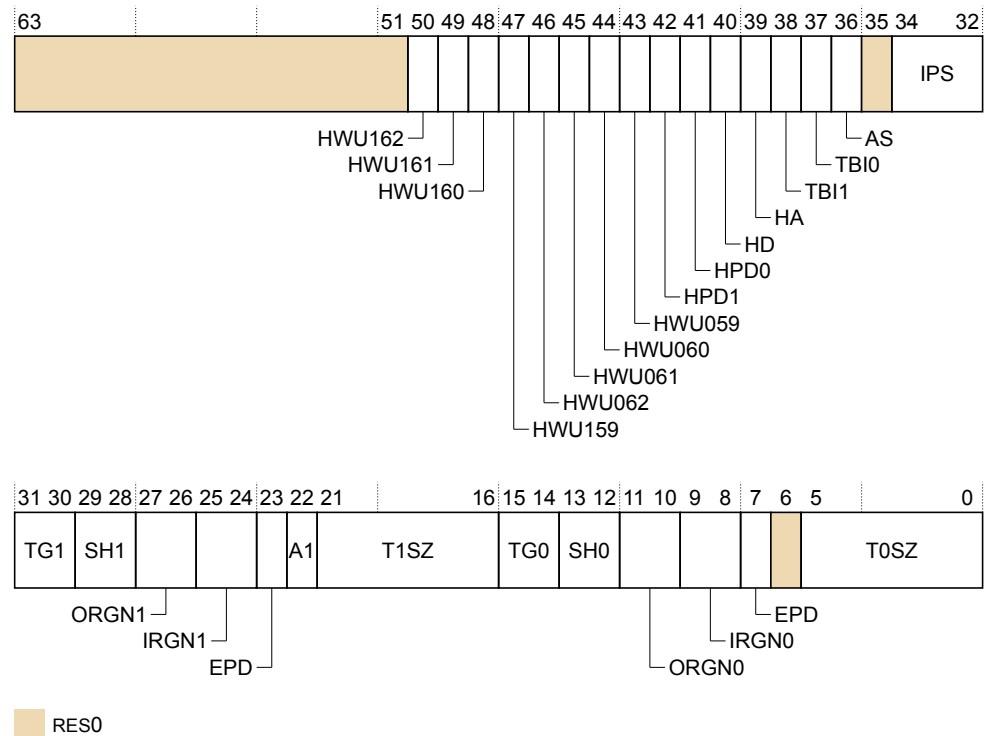 63 51 50 49 48 47 46 45 44 43 42 41 40 39 38 37 36 35 34 32
IPS
HWU162 AS
HWU161 TBI0
HWU160 TBI1
HA
HD
HPD0
HPD1
HWU059
HWU060
HWU061
HWU062
HWU159
31 30 29 28 27 26 25 24 23 22 21 16 15 14 13 12 11 10 9 8 7 6 5 0
TG1 SH1 A1 T1SZ TG0 SH0 T0SZ
ORGN1 EPD
IRGN1 IRGN0
EPD ORGN0
RES0